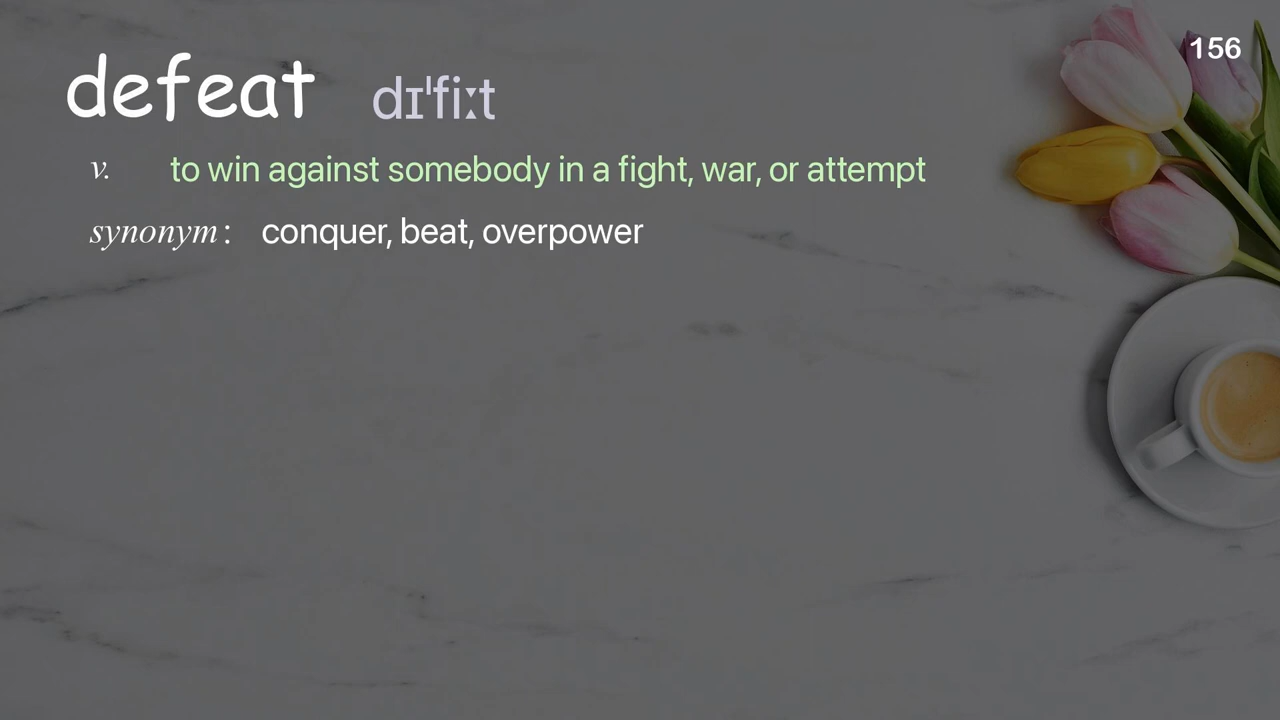 156
defeat dɪˈfiːt
v. to win against somebody in a fight, war, or attempt
synonym: conquer, beat, overpower